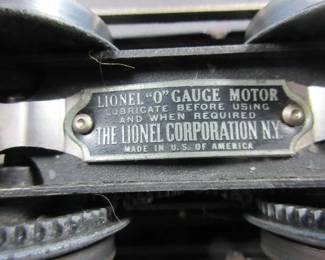 LIONEL "O" GAUGE MOTOR
LUBRICATE BEFORE USING
AND WHEN REQUIRED
THE LIONEL CORPORATION N.Y.
MADE IN U.S. OF AMERICA